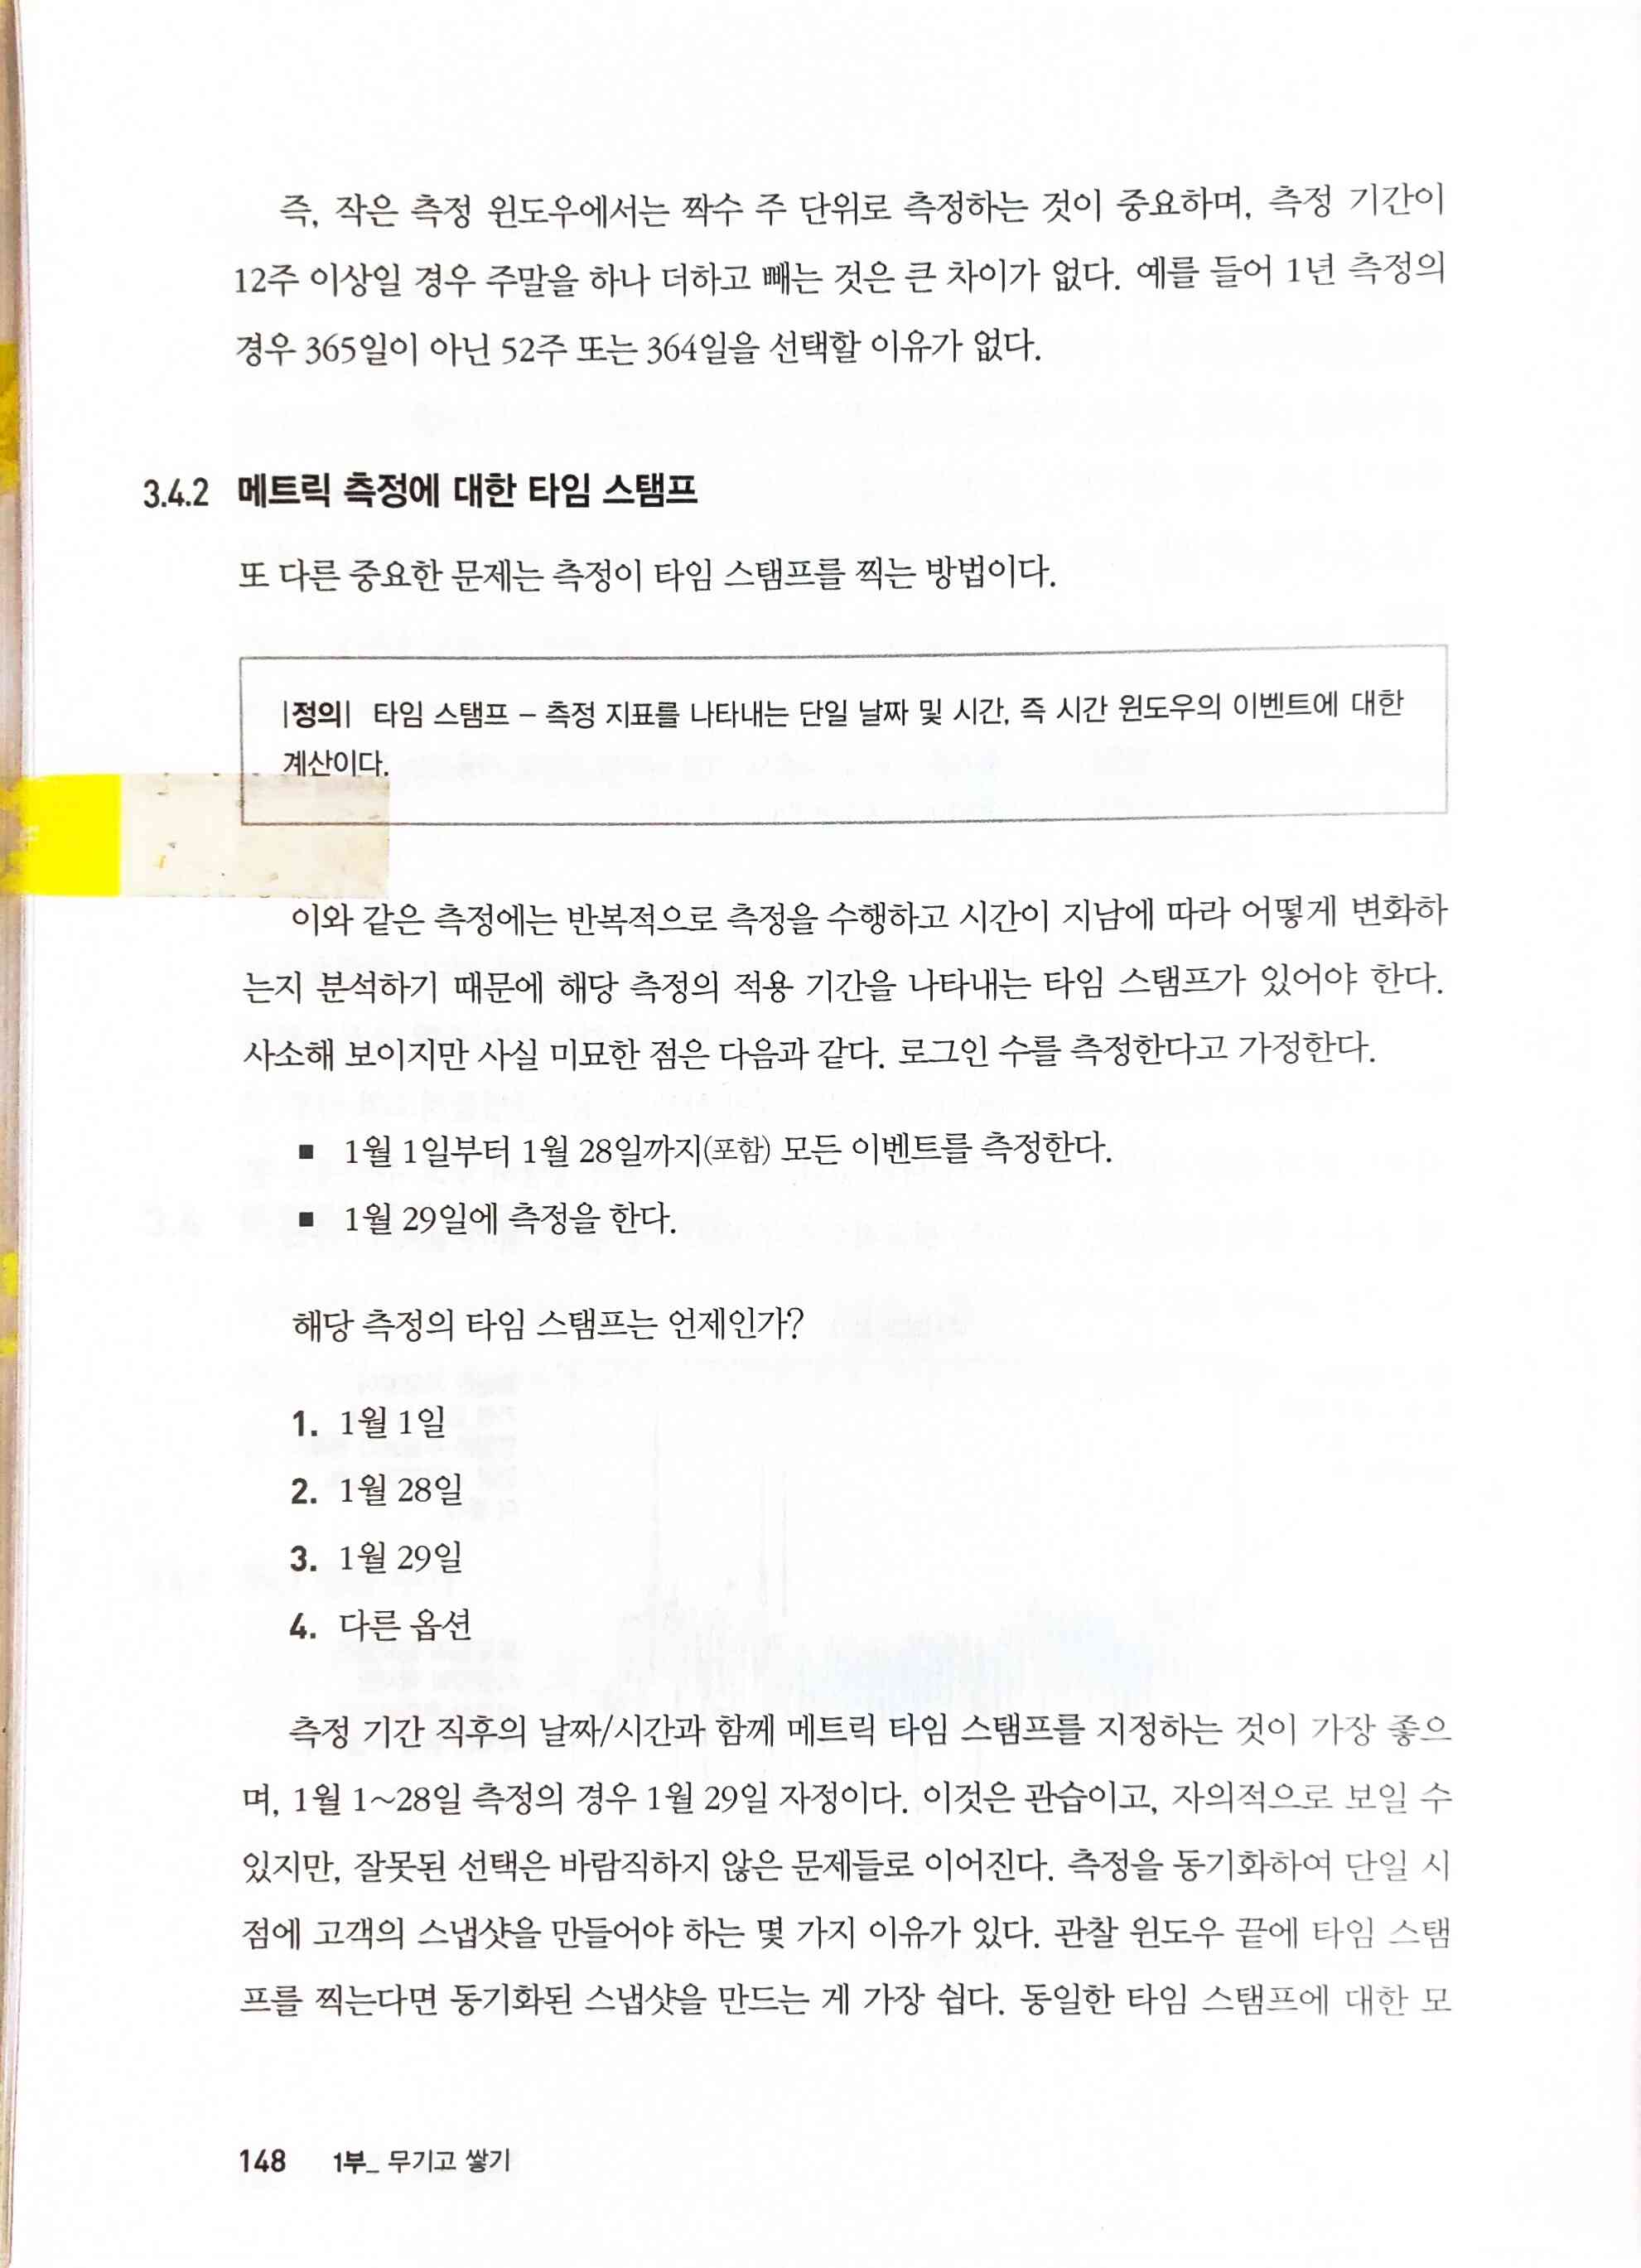 즉, 작은 측정 윈도우에서는 짝수 주 단위로 측정하는 것이 중요하며, 측정 기간이
12주 이상일 경우 주말을 하나 더하고 빼는 것은 큰 차이가 없다. 예를 들어 1년 측정의
경우 365일이 아닌 52주 또는 364일을 선택할 이유가 없다.
3.4.2 메트릭 측정에 대한 타임 스탬프
또 다른 중요한 문제는 측정이 타임 스탬프를 찍는 방법이다.
|정의| 타임 스탬프 – 측정 지표를 나타내는 단일 날짜 및 시간, 즉 시간 윈도우의 이벤트에 대한
계산이다.
이와 같은 측정에는 반복적으로 측정을 수행하고 시간이 지남에 따라 어떻게 변화하
는지 분석하기 때문에 해당 측정의 적용 기간을 나타내는 타임 스탬프가 있어야 한다.
사소해 보이지만 사실 미묘한 점은 다음과 같다. 로그인 수를 측정한다고 가정한다.
■ 1월 1일부터 1월 28일까지(포함) 모든 이벤트를 측정한다.
■ 1월 29일에 측정을 한다.
해당 측정의 타임 스탬프는 언제인가?
1. 1월 1일
2. 1월 28일
3. 1월 29일
4. 다른 옵션
측정 기간 직후의 날짜/시간과 함께 메트릭 타임 스탬프를 지정하는 것이 가장 좋으
며, 1월 1~28일 측정의 경우 1월 29일 자정이다. 이것은 관습이고, 자의적으로 보일 수
있지만, 잘못된 선택은 바람직하지 않은 문제들로 이어진다. 측정을 동기화하여 단일 시
점에 고객의 스냅샷을 만들어야 하는 몇 가지 이유가 있다. 관찰 윈도우 끝에 타임 스탬
프를 찍는다면 동기화된 스냅샷을 만드는 게 가장 쉽다. 동일한 타임 스탬프에 대한 모
148 1부_ 무기고 쌓기